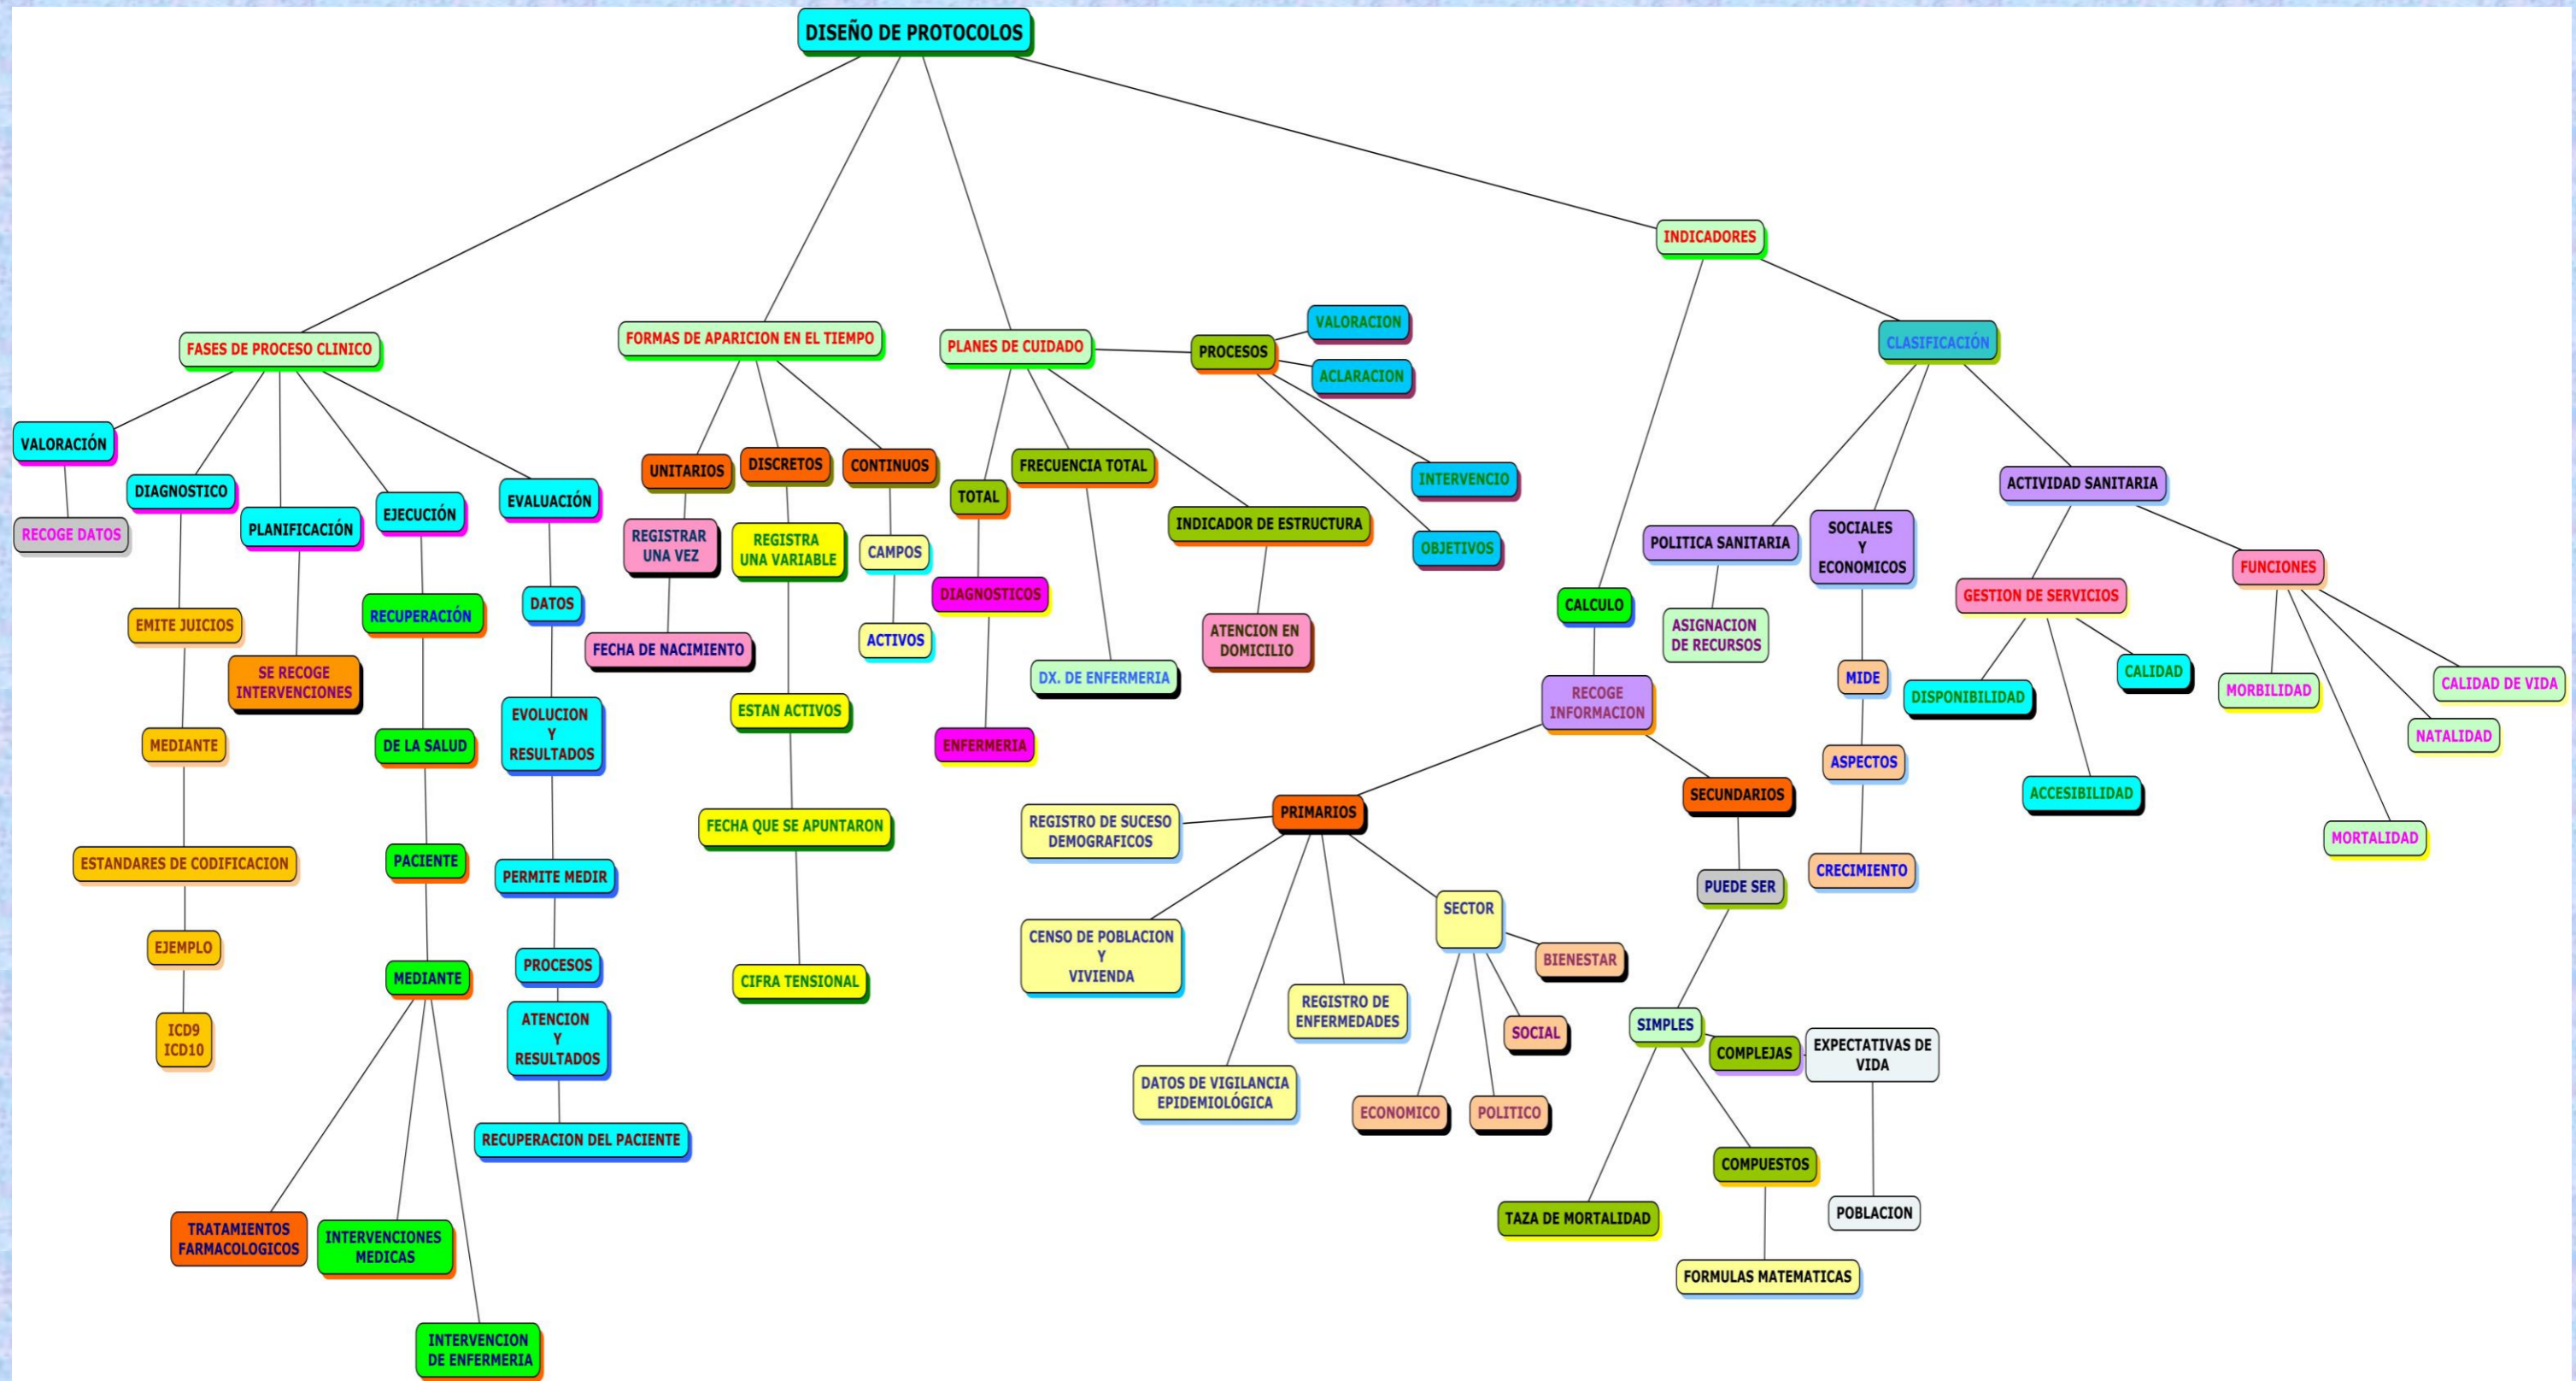 DISEÑO DE PROTOCOLOS
FASES DE PROCESO CLINICO
VALORACIÓN
RECOGE DATOS
DIAGNOSTICO
EMITE JUICIOS
MEDIANTE
ESTANDARES DE CODIFICACION
EJEMPLO
ICD9
ICD10
PLANIFICACIÓN
SE RECOGE
INTERVENCIONES
EJECUCIÓN
RECUPERACIÓN
DE LA SALUD
PACIENTE
MEDIANTE
TRATAMIENTOS
FARMACOLOGICOS
INTERVENCIONES
MEDICAS
INTERVENCION
DE ENFERMERIA
EVALUACIÓN
DATOS
EVOLUCION
Y
RESULTADOS
PERMITE MEDIR
PROCESOS
ATENCION
Y
RESULTADOS
RECUPERACION DEL PACIENTE
FORMAS DE APARICION EN EL TIEMPO
UNITARIOS
REGISTRAR
UNA VEZ
FECHA DE NACIMIENTO
DISCRETOS
REGISTRA
UNA VARIABLE
ESTAN ACTIVOS
FECHA QUE SE APUNTARON
CIFRA TENSIONAL
CONTINUOS
CAMPOS
ACTIVOS
PLANES DE CUIDADO
TOTAL
DIAGNOSTICOS
ENFERMERIA
FRECUENCIA TOTAL
DX. DE ENFERMERIA
INDICADOR DE ESTRUCTURA
ATENCION EN
DOMICILIO
PROCESOS
VALORACION
ACLARACION
INTERVENCIO
OBJETIVOS
INDICADORES
CALCULO
RECOGE
INFORMACION
PRIMARIOS
REGISTRO DE SUCESO
DEMOGRAFICOS
CENSO DE POBLACION
Y
VIVIENDA
DATOS DE VIGILANCIA
EPIDEMIOLÓGICA
REGISTRO DE
ENFERMEDADES
SECTOR
ECONOMICO
POLITICO
SOCIAL
BIENESTAR
SECUNDARIOS
PUEDE SER
SIMPLES
TAZA DE MORTALIDAD
COMPUESTOS
FORMULAS MATEMATICAS
COMPLEJAS
EXPECTATIVAS DE
VIDA
POBLACION
CLASIFICACIÓN
POLITICA SANITARIA
ASIGNACION
DE RECURSOS
SOCIALES
Y
ECONOMICOS
MIDE
ASPECTOS
CRECIMIENTO
ACTIVIDAD SANITARIA
GESTION DE SERVICIOS
DISPONIBILIDAD
ACCESIBILIDAD
CALIDAD
FUNCIONES
MORBILIDAD
MORTALIDAD
NATALIDAD
CALIDAD DE VIDA